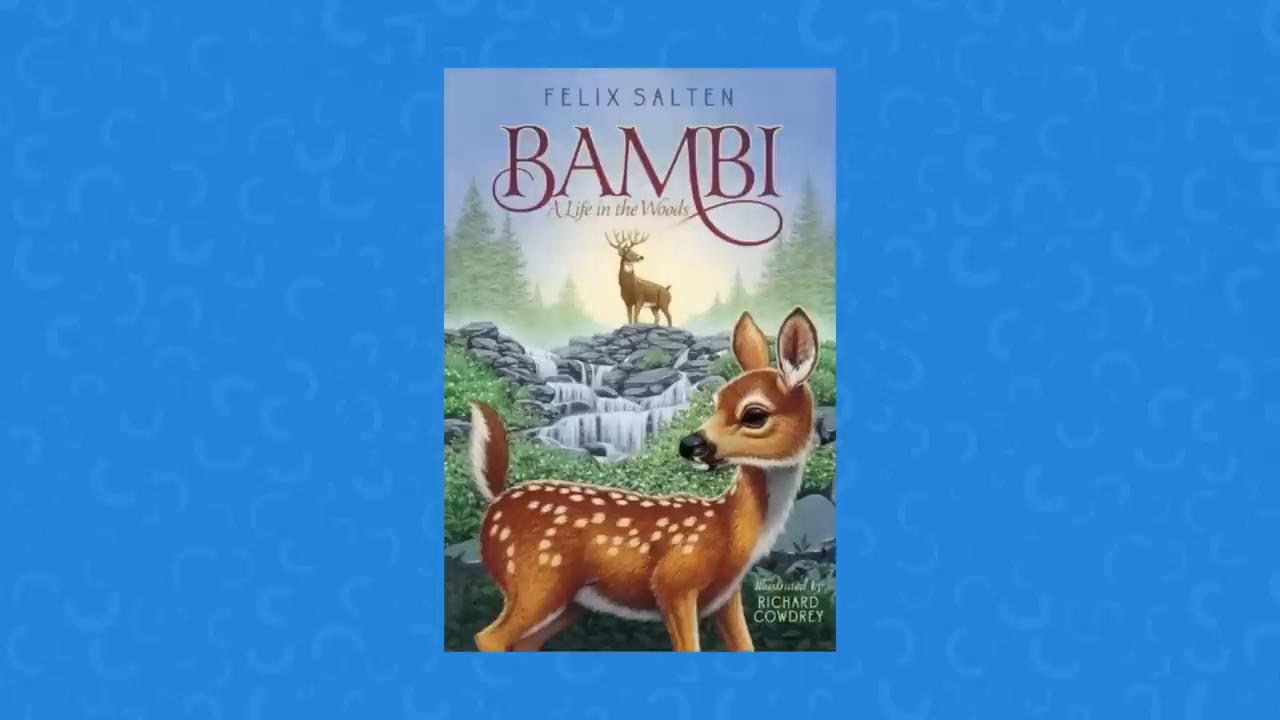 FELIX SALTEN
BAMBI
A Life in the Woods
Illustrated by
RICHARD
COWDREY